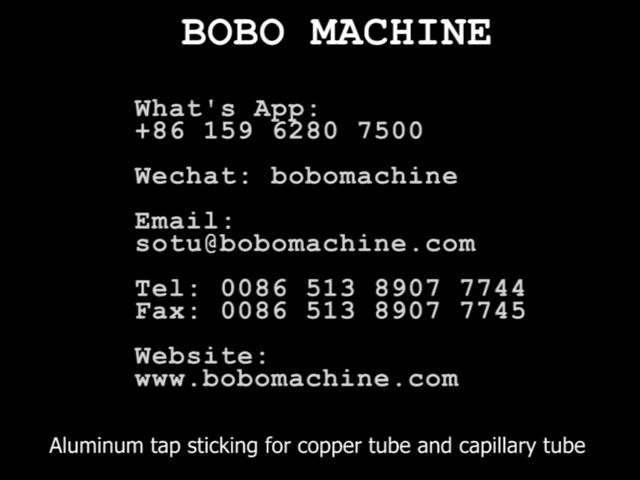 BOBO MACHINE
What's App:
+86 159 6280 7500
Wechat: bobomachine
Email:
sotu@bobomachine.com
Tel: 0086 513 8907 7744
Fax: 0086 513 8907 7745
Website:
www.bobomachine.com
Aluminum tap sticking for copper tube and capillary tube